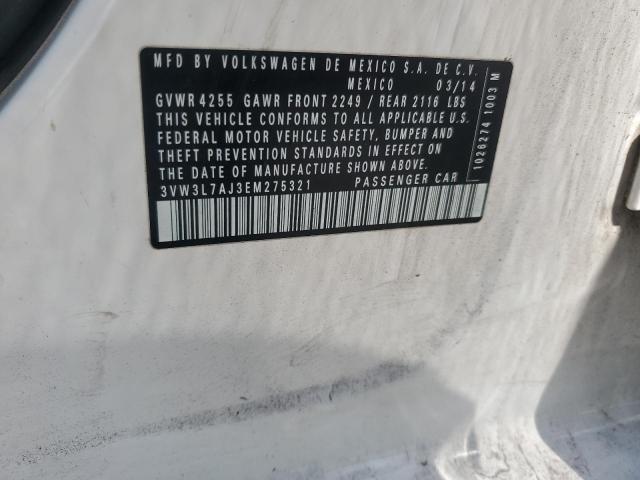 MFD BY VOLKSWAGEN DE MEXICO S.A. DE C.V.
MEXICO 03/14
GVWR 4255 GAWR FRONT 2249 / REAR 2116 LBS
THIS VEHICLE CONFORMS TO ALL APPLICABLE U.S.
FEDERAL MOTOR VEHICLE SAFETY, BUMPER AND
THEFT PREVENTION STANDARDS IN EFFECT ON
THE DATE OF MANUFACTURE SHOWN ABOVE.
3VW3L7AJ3EM275321 PASSENGER CAR
1026274 1003 M